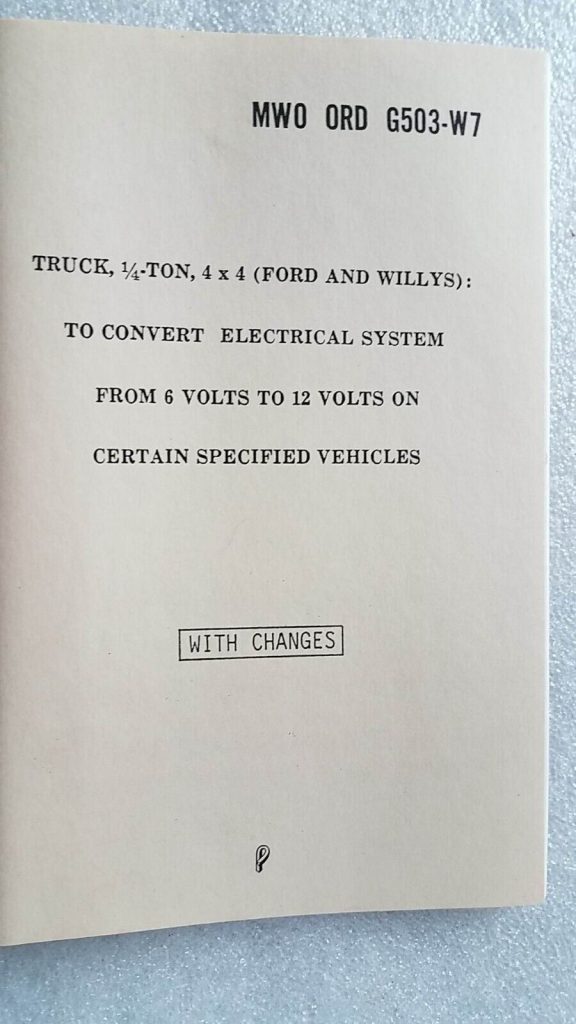 MWO ORD G503-W7
TRUCK, ¼-TON, 4 x 4 (FORD AND WILLYS):
TO CONVERT ELECTRICAL SYSTEM
FROM 6 VOLTS TO 12 VOLTS ON
CERTAIN SPECIFIED VEHICLES
WITH CHANGES
P